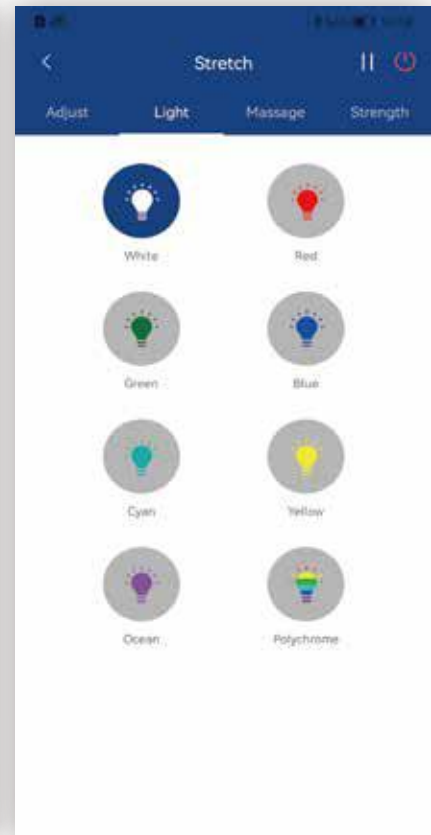 Stretch
Adjust Light Massage Strength
White Red
Green Blue
Cyan Yellow
Ocean Polychrome